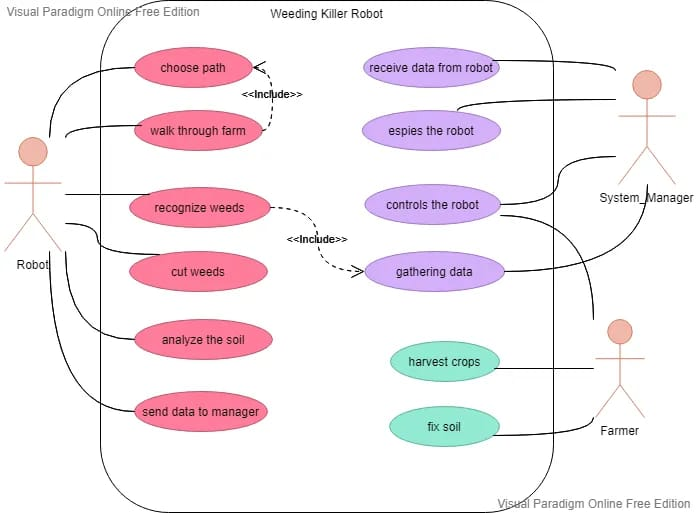 Visual Paradigm Online Free Edition
Weeding Killer Robot
choose path
receive data from robot
<<Include>>
walk through farm
espies the robot
recognize weeds
controls the robot
System_Manager
<<Include>>
Robot
cut weeds
gathering data
analyze the soil
harvest crops
send data to manager
fix soil
Farmer
Visual Paradigm Online Free Edition